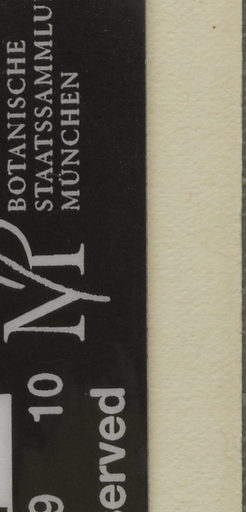 BOTANISCHE
STAATSSAMMLU
MÜNCHEN
M
9 10
served